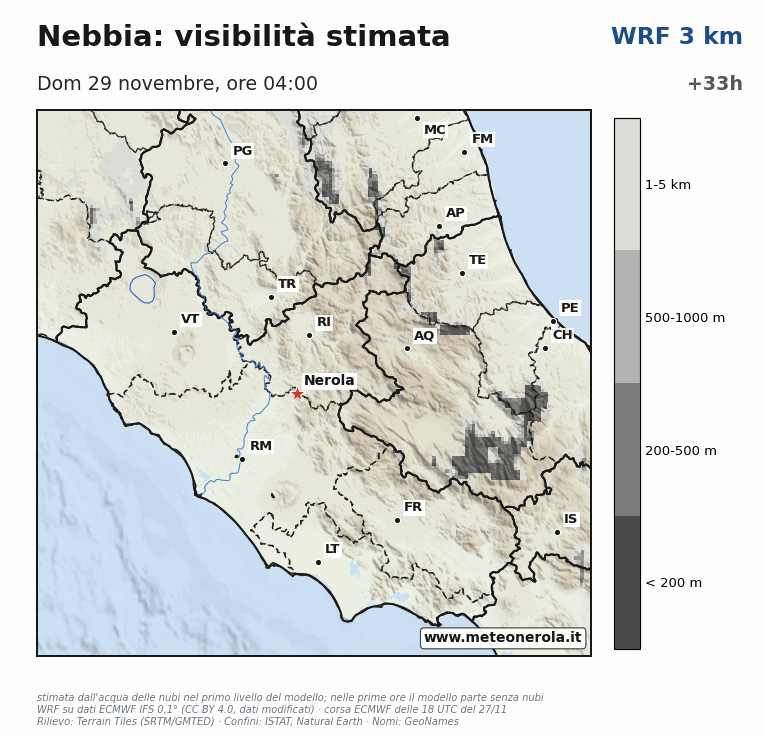 Nebbia: visibilità stimata
WRF 3 km
Dom 29 novembre, ore 04:00
+33h
MC
FM
PG
AP
TE
TR
PE
VT
RI
AQ
CH
Nerola
RM
FR
IS
LT
www.meteonerola.it
1-5 km
500-1000 m
200-500 m
< 200 m
stimata dall'acqua delle nubi nel primo livello del modello; nelle prime ore il modello parte senza nubi
WRF su dati ECMWF IFS 0,1° (CC BY 4.0, dati modificati) · corsa ECMWF delle 18 UTC del 27/11
Rilievo: Terrain Tiles (SRTM/GMTED) · Confini: ISTAT, Natural Earth · Nomi: GeoNames